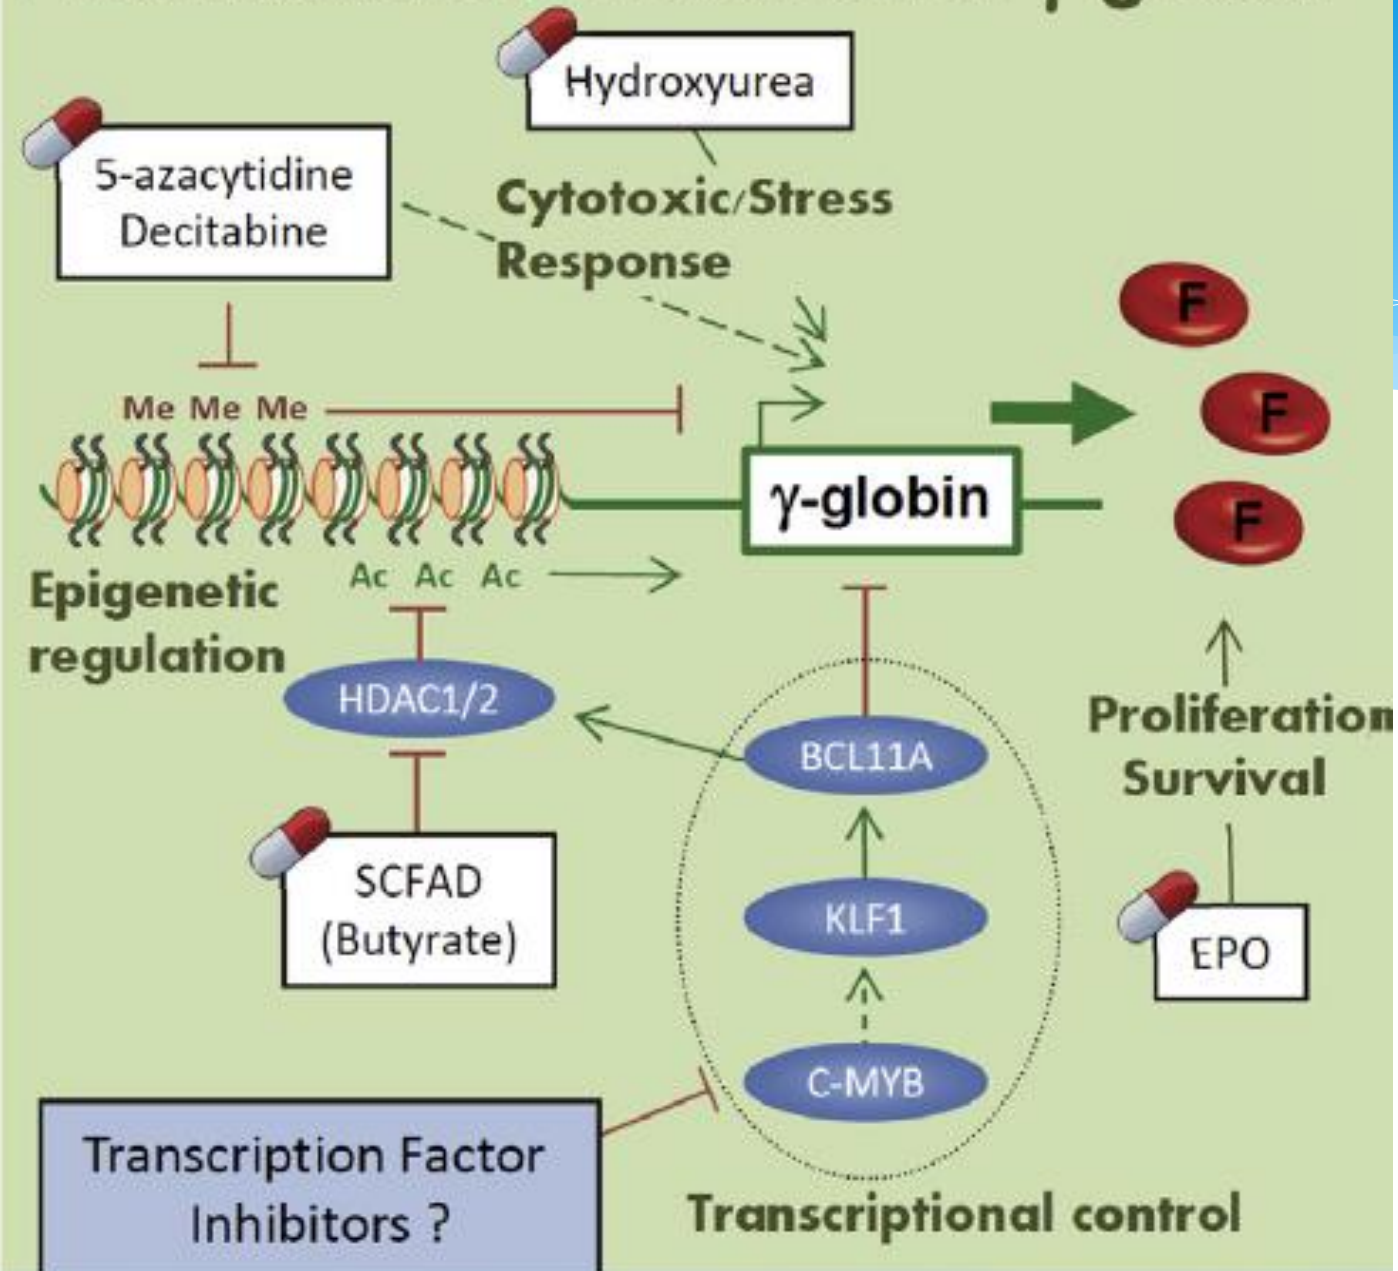 Hydroxyurea
5-azacytidine
Decitabine
Cytotoxic/Stress
Response
F
Me Me Me
F
γ-globin
F
Ac Ac Ac
Epigenetic
regulation
HDAC1/2
Proliferation
Survival
BCL11A
SCFAD
(Butyrate)
KLF1
EPO
C-MYB
Transcription Factor
Inhibitors ?
Transcriptional control